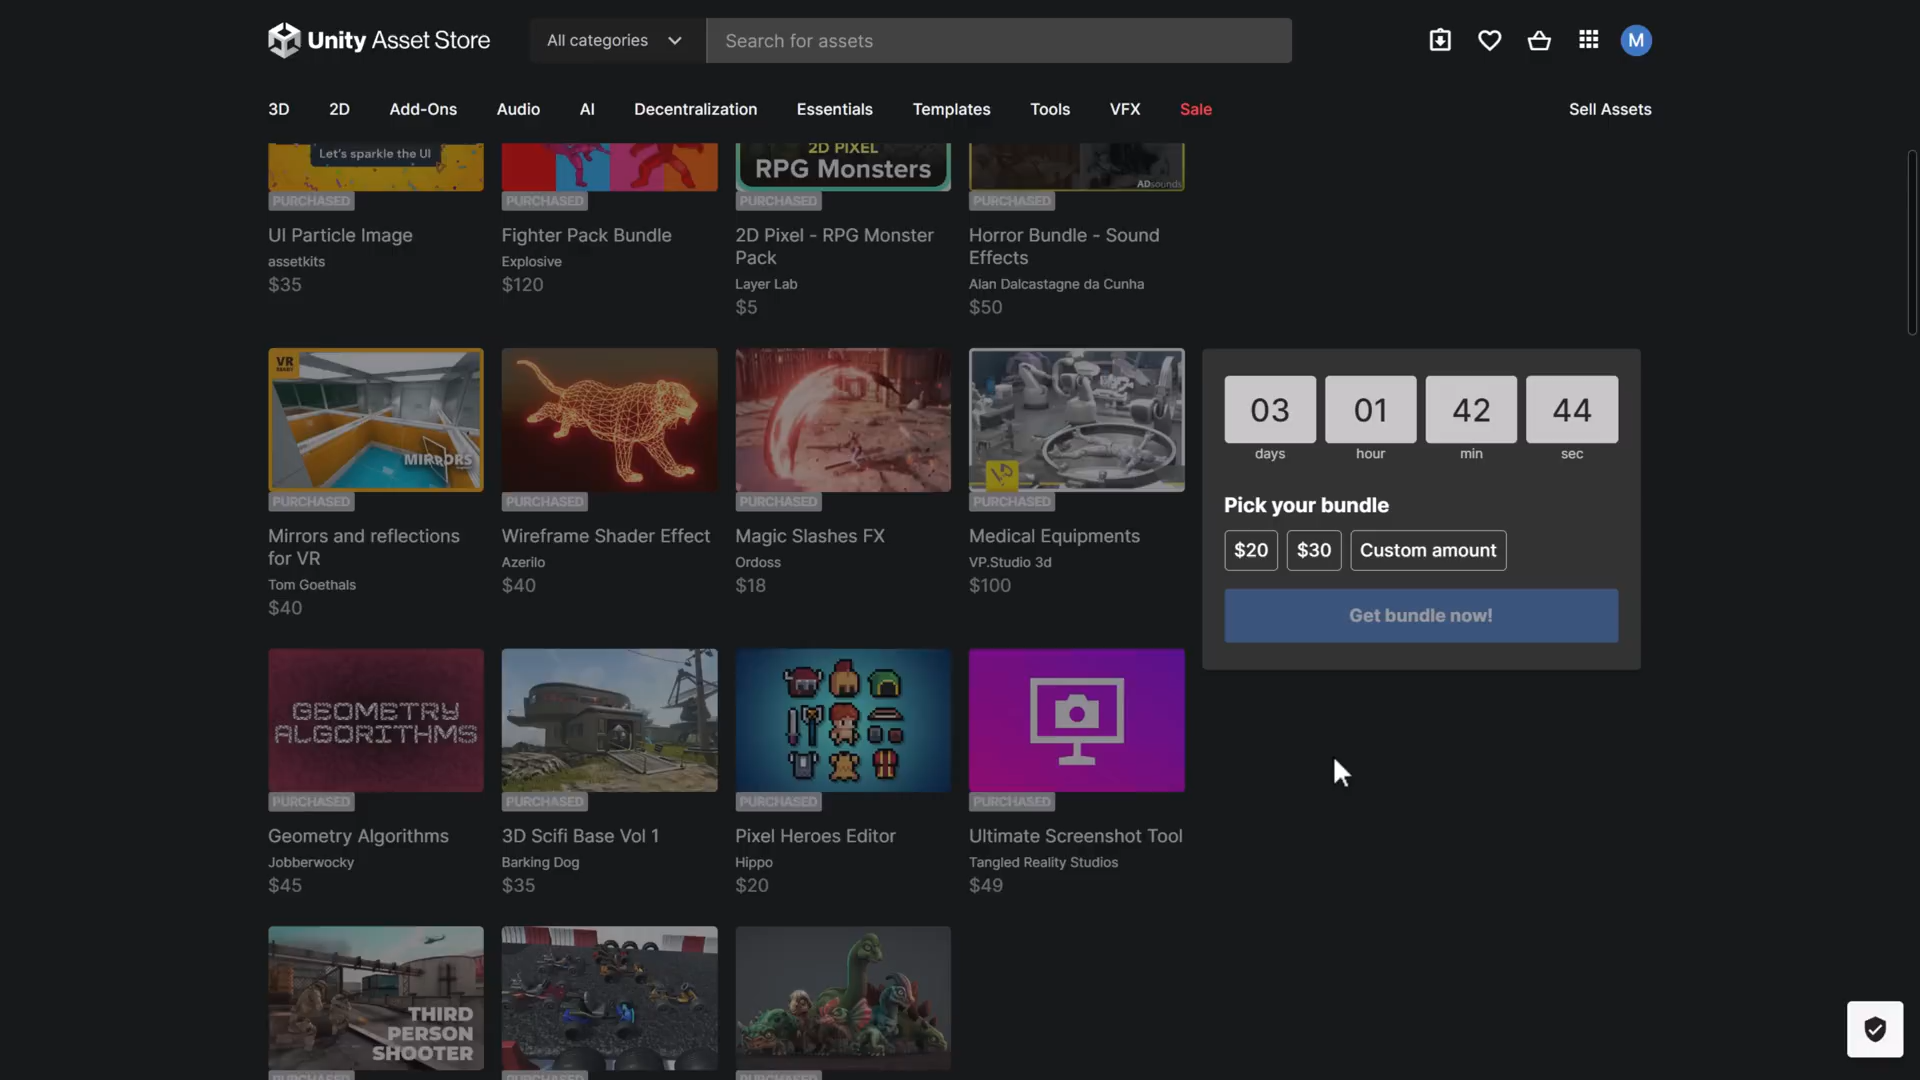 Unity Asset Store
All categories
Search for assets
M
3D
2D
Add-Ons
Audio
AI
Decentralization
Essentials
Templates
Tools
VFX
Sale
Sell Assets
Let's sparkle the UI
2D PIXEL
RPG Monsters
ADsounds
PURCHASED
PURCHASED
PURCHASED
PURCHASED
UI Particle Image
assetkits
$35
Fighter Pack Bundle
Explosive
$120
2D Pixel - RPG Monster
Pack
Layer Lab
$5
Horror Bundle - Sound
Effects
Alan Dalcastagne da Cunha
$50
VR
READY
MIRRORS
PURCHASED
PURCHASED
PURCHASED
PURCHASED
Mirrors and reflections
for VR
Tom Goethals
$40
Wireframe Shader Effect
Azerilo
$40
Magic Slashes FX
Ordoss
$18
Medical Equipments
VP.Studio 3d
$100
03
01
42
44
days
hour
min
sec
Pick your bundle
$20
$30
Custom amount
Get bundle now!
GEOMETRY
ALGORITHMS
PURCHASED
PURCHASED
PURCHASED
PURCHASED
Geometry Algorithms
Jobberwocky
$45
3D Scifi Base Vol 1
Barking Dog
$35
Pixel Heroes Editor
Hippo
$20
Ultimate Screenshot Tool
Tangled Reality Studios
$49
THIRD
PERSON
SHOOTER
PURCHASED
PURCHASED
PURCHASED